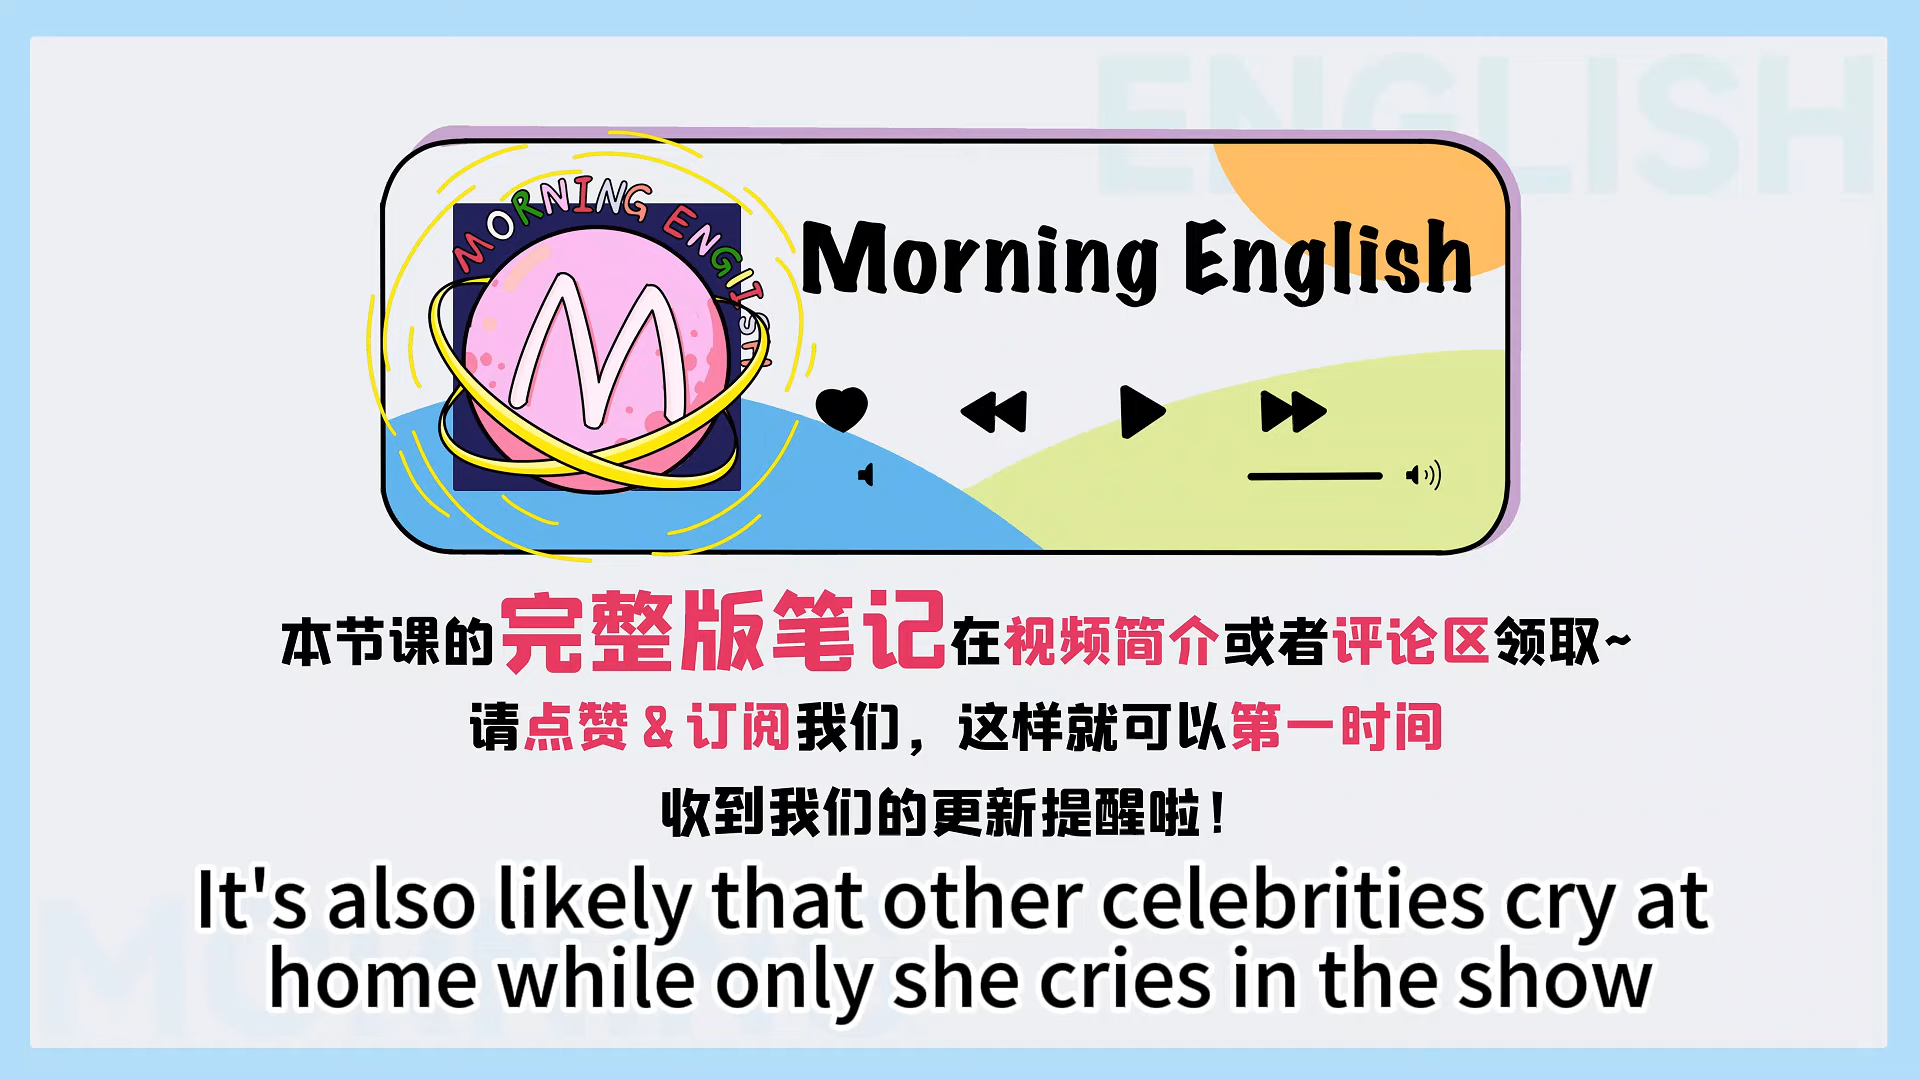 ENGLISH
MORNING ENGLISH
M
Morning English
本节课的完整版笔记在视频简介或者评论区领取~
请点赞&订阅我们，这样就可以第一时间
收到我们的更新提醒啦！
It's also likely that other celebrities cry at
home while only she cries in the show